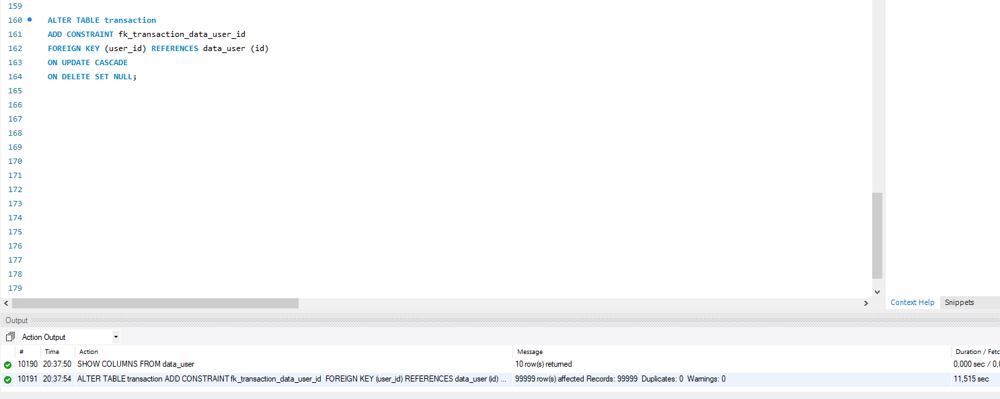 159
160 ALTER TABLE transaction
161 ADD CONSTRAINT fk_transaction_data_user_id
162 FOREIGN KEY (user_id) REFERENCES data_user (id)
163 ON UPDATE CASCADE
164 ON DELETE SET NULL;
165
166
167
168
169
170
171
172
173
174
175
176
177
178
179
Context Help Snippets
Output
Action Output
# Time Action Message Duration / Fetc
10190 20:37:50 SHOW COLUMNS FROM data_user 10 row(s) returned 0,000 sec / 0,0
10191 20:37:54 ALTER TABLE transaction ADD CONSTRAINT fk_transaction_data_user_id FOREIGN KEY (user_id) REFERENCES data_user (id) ... 99999 row(s) affected Records: 99999 Duplicates: 0 Warnings: 0 11,515 sec